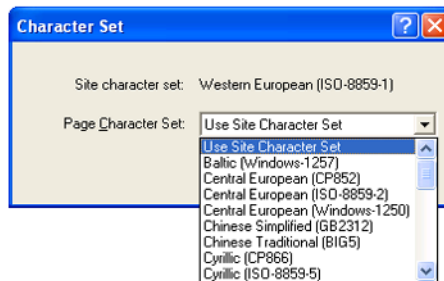 Character Set
Site character set: Western European (ISO-8859-1)
Page Character Set: Use Site Character Set
Use Site Character Set
Baltic (Windows-1257)
Central European (CP852)
Central European (ISO-8859-2)
Central European (Windows-1250)
Chinese Simplified (GB2312)
Chinese Traditional (BIG5)
Cyrillic (CP866)
Cyrillic (ISO-8859-5)